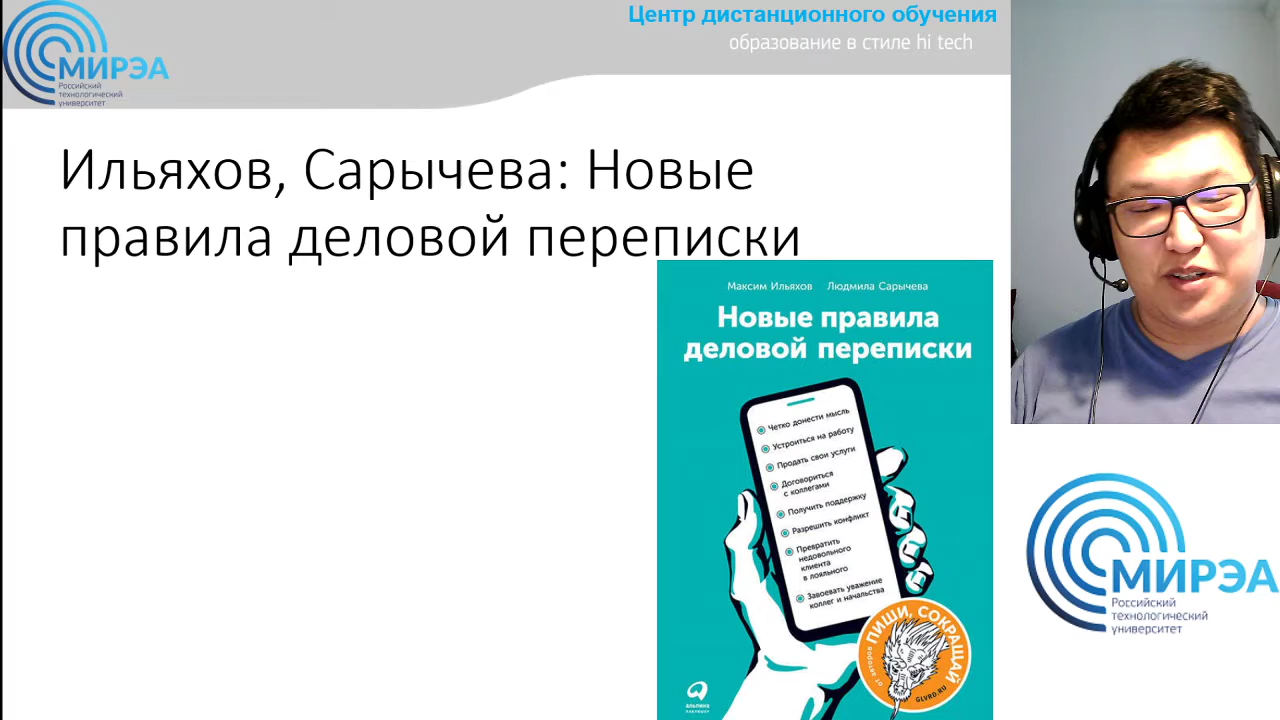 Центр дистанционного обучения
образование в стиле hi tech
МИРЭА
Российский
технологический
университет
Ильяхов, Сарычева: Новые
правила деловой переписки
Максим Ильяхов Людмила Сарычева
Новые правила
деловой переписки
Четко донести мысль
Устроиться на работу
Продать свои услуги
Договориться
с коллегами
Получить поддержку
Разрешить конфликт
Превратить
недовольного
клиента
в лояльного
Завоевать уважение
коллег и начальства
от авторов
ПИШИ, СОКРАЩАЙ
GLVRD.RU
АЛЬПИНА
ПАБЛИШЕР
МИРЭА
Российский
технологический
университет